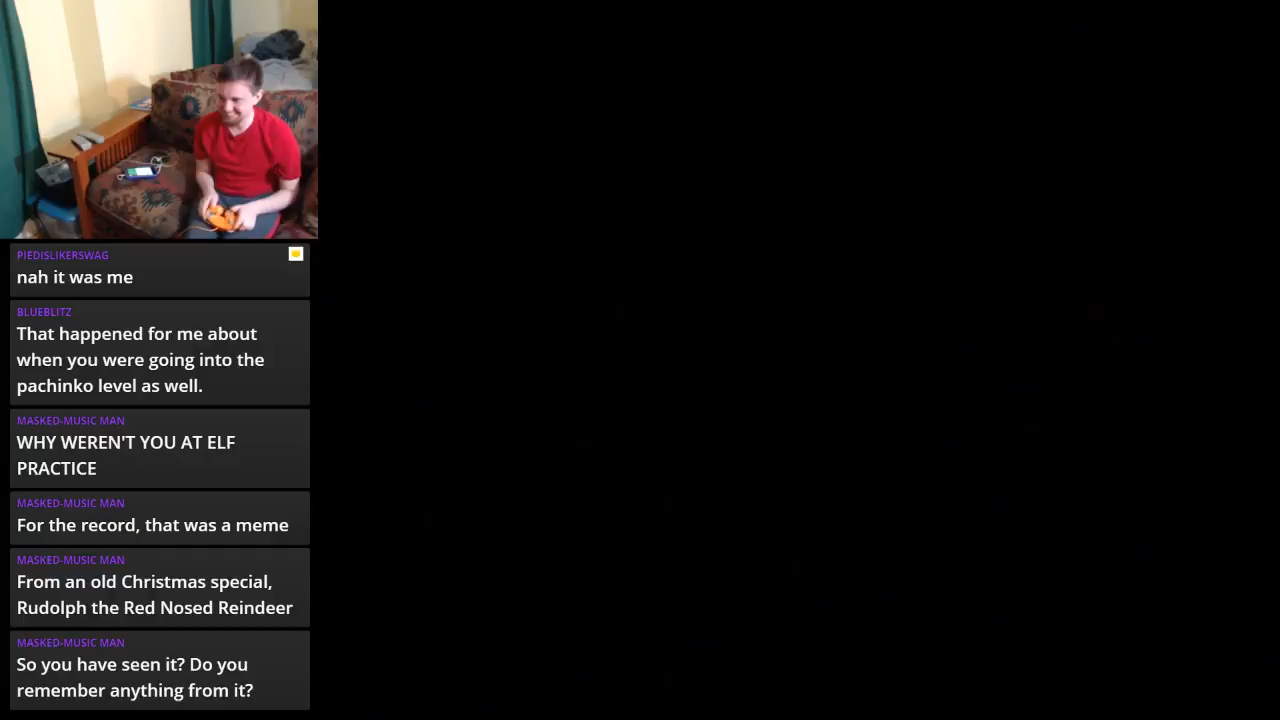 PIEDISLIKERSWAG
nah it was me
BLUEBLITZ
That happened for me about
when you were going into the
pachinko level as well.
MASKED-MUSIC MAN
WHY WEREN'T YOU AT ELF
PRACTICE
MASKED-MUSIC MAN
For the record, that was a meme
MASKED-MUSIC MAN
From an old Christmas special,
Rudolph the Red Nosed Reindeer
MASKED-MUSIC MAN
So you have seen it? Do you
remember anything from it?